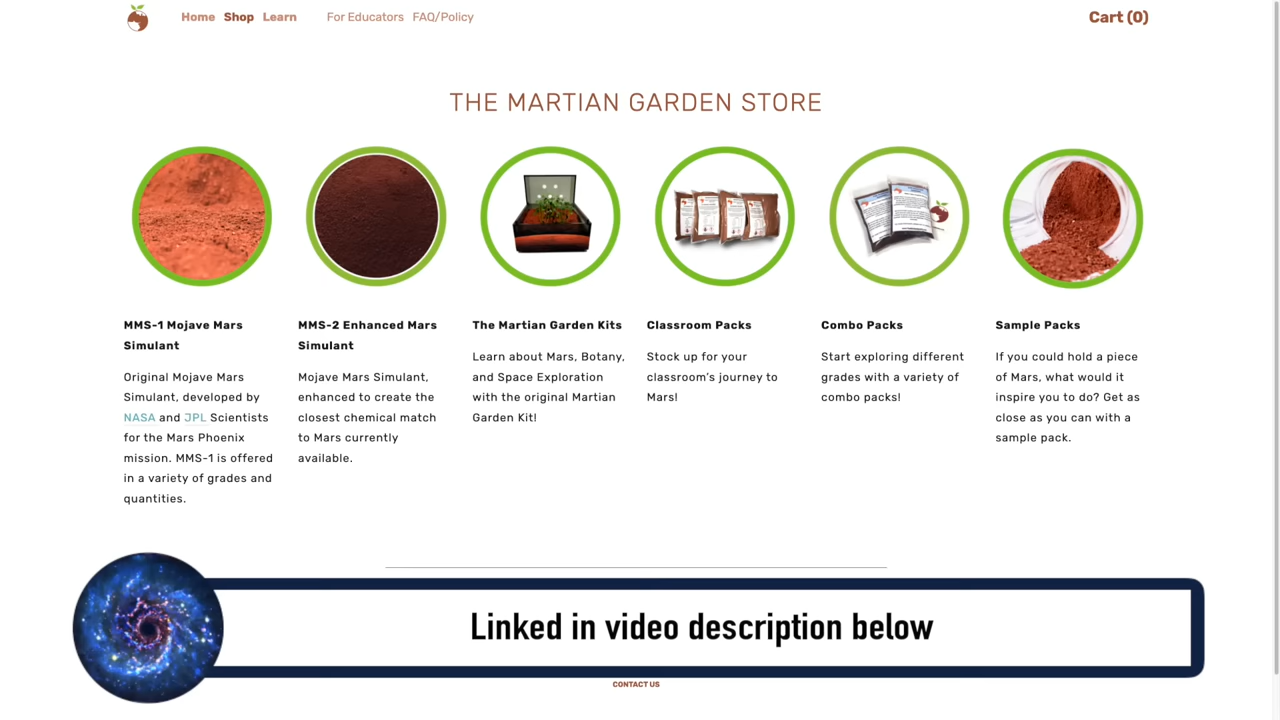 Home Shop Learn For Educators FAQ/Policy Cart (0)
THE MARTIAN GARDEN STORE
MMS-1 Mojave Mars
Simulant
Original Mojave Mars
Simulant, developed by
NASA and JPL Scientists
for the Mars Phoenix
mission. MMS-1 is offered
in a variety of grades and
quantities.
MMS-2 Enhanced Mars
Simulant
Mojave Mars Simulant,
enhanced to create the
closest chemical match
to Mars currently
available.
The Martian Garden Kits
Learn about Mars, Botany,
and Space Exploration
with the original Martian
Garden Kit!
Classroom Packs
Stock up for your
classroom's journey to
Mars!
Combo Packs
Start exploring different
grades with a variety of
combo packs!
Sample Packs
If you could hold a piece
of Mars, what would it
inspire you to do? Get as
close as you can with a
sample pack.
Linked in video description below
CONTACT US